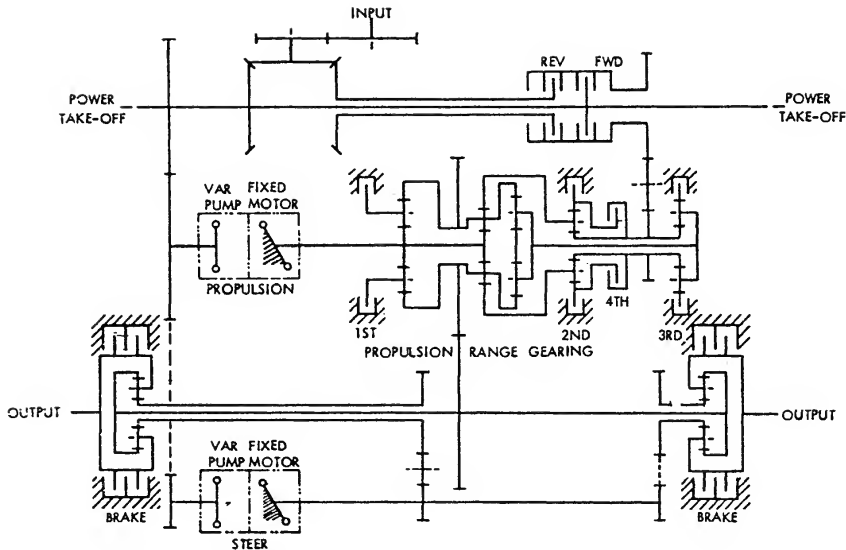 INPUT
REV FWD
POWER
TAKE-OFF
POWER
TAKE-OFF
VAR FIXED
PUMP MOTOR
PROPULSION
1ST
2ND
4TH
3RD
PROPULSION RANGE GEARING
OUTPUT
OUTPUT
VAR FIXED
PUMP MOTOR
BRAKE
STEER
BRAKE